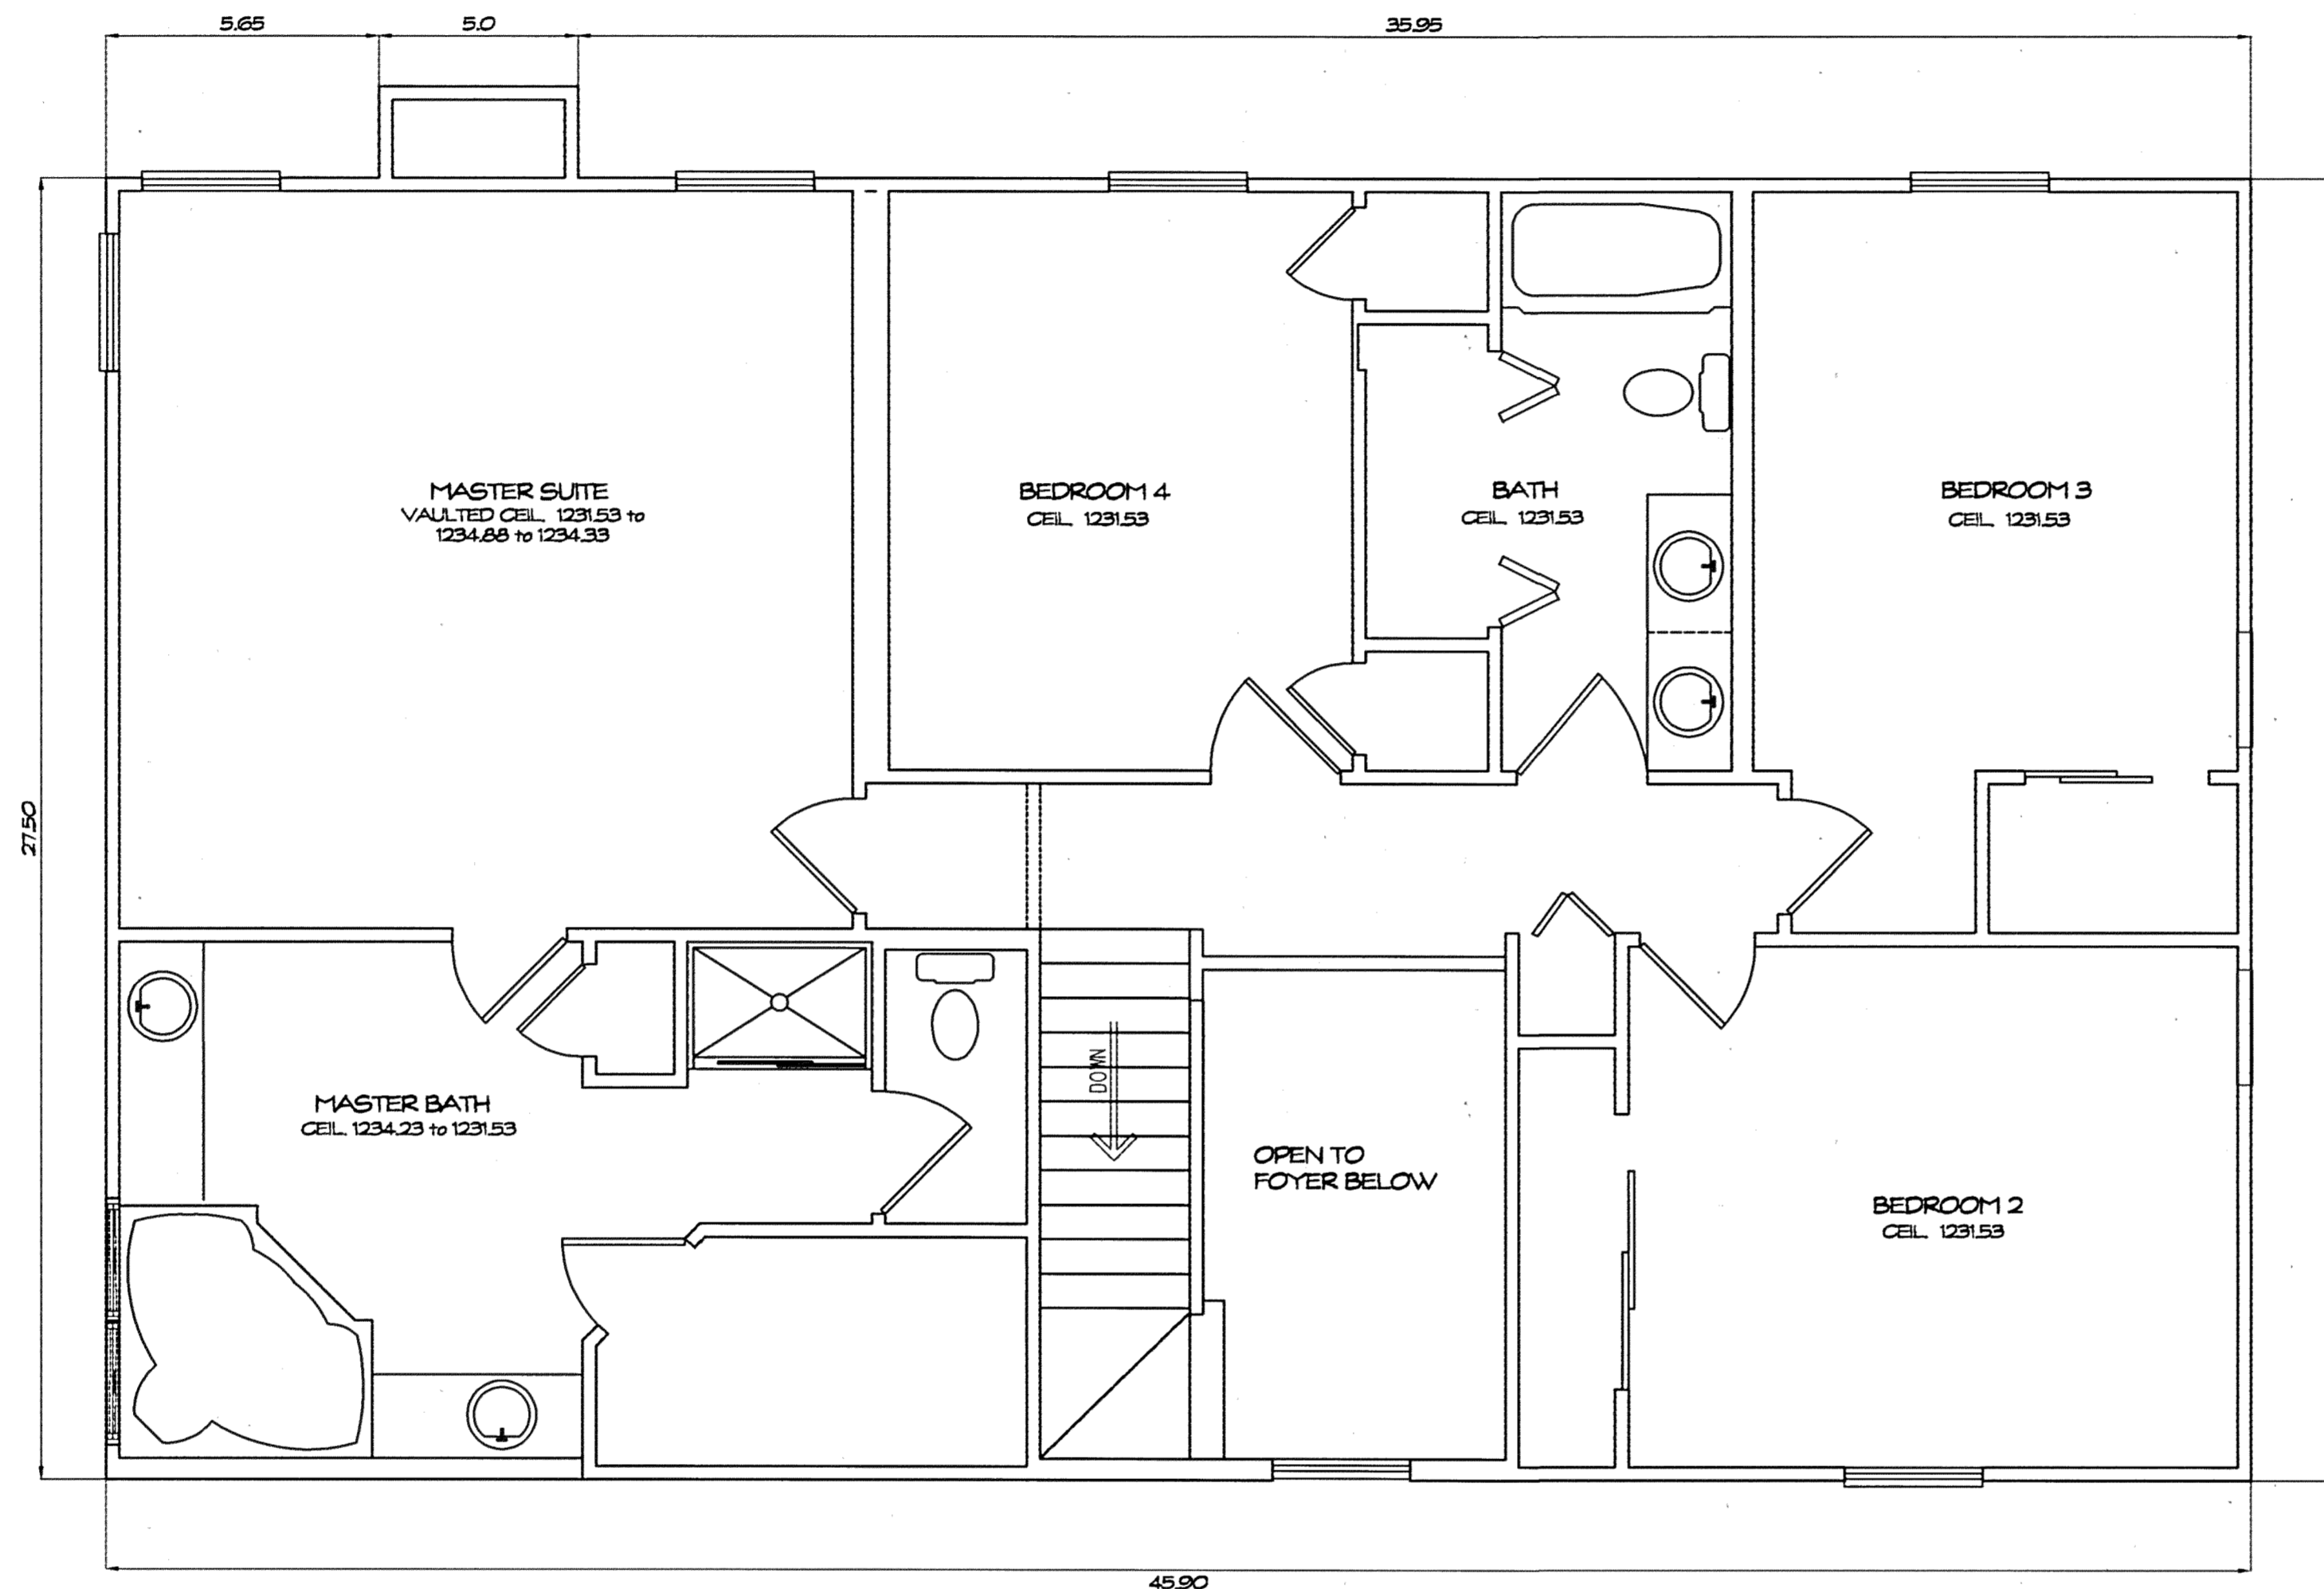 5.65
5.0
35.95
MASTER SUITE
VAULTED CEIL. 1231.53 to
1234.88 to 1234.33
BEDROOM 4
CEIL. 1231.53
BATH
CEIL. 1231.53
BEDROOM 3
CEIL. 1231.53
27.50
DOWN
MASTER BATH
CEIL. 1234.23 to 1231.53
OPEN TO
FOYER BELOW
BEDROOM 2
CEIL. 1231.53
45.90